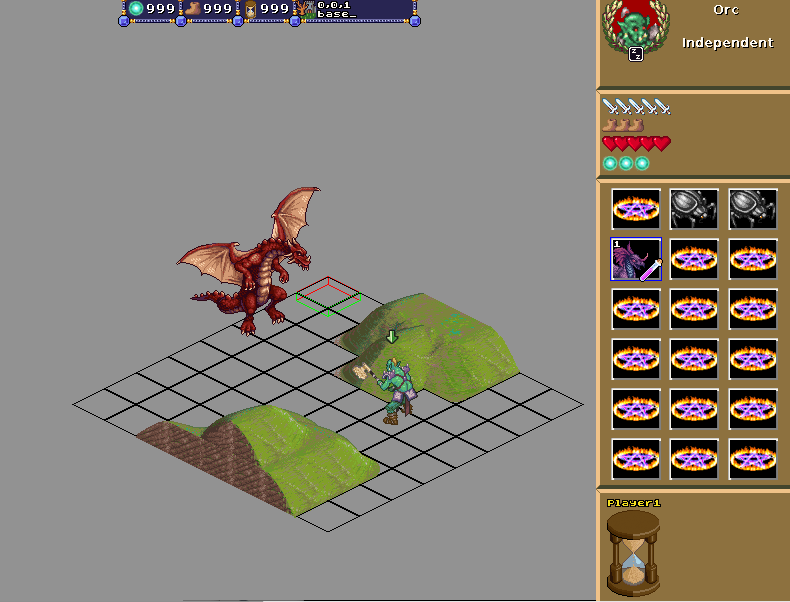 999 999 999 0,0,1
base_
Orc
Independent
z z
1
Player1